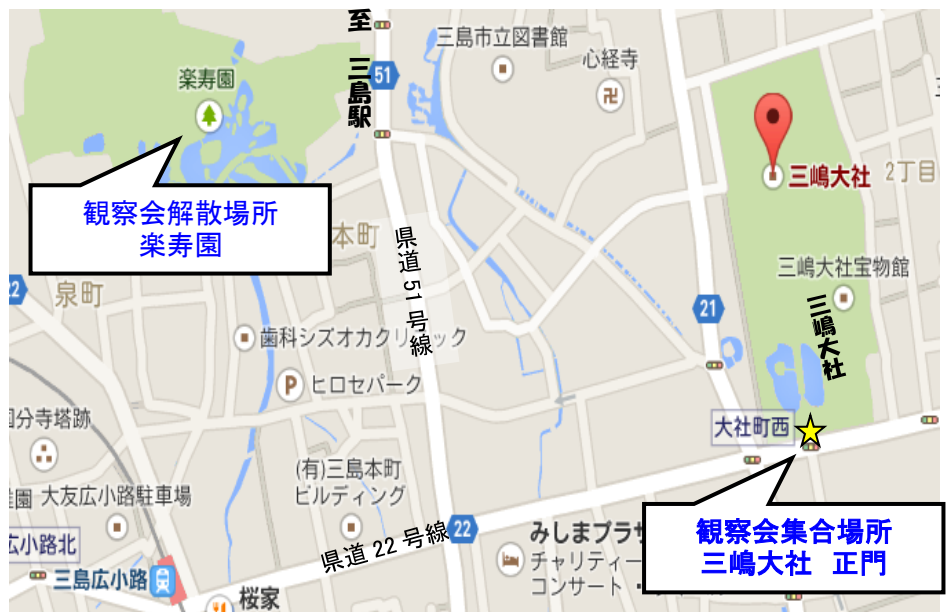 至 三島駅
三島市立図書館
心経寺
楽寿園
51
三嶋大社
2丁目
観察会解散場所
楽寿園
本町
県道 51 号線
三嶋大社宝物館
泉町
21
三嶋大社
歯科シズオカクリニック
ヒロセパーク
P
大社町西
分寺塔跡
(有)三島本町
ビルディング
大友広小路駐車場
園
22
県道 22 号線
みしまプラザ
チャリティー
コンサート・
観察会集合場所
三嶋大社 正門
広小路北
三島広小路
桜家